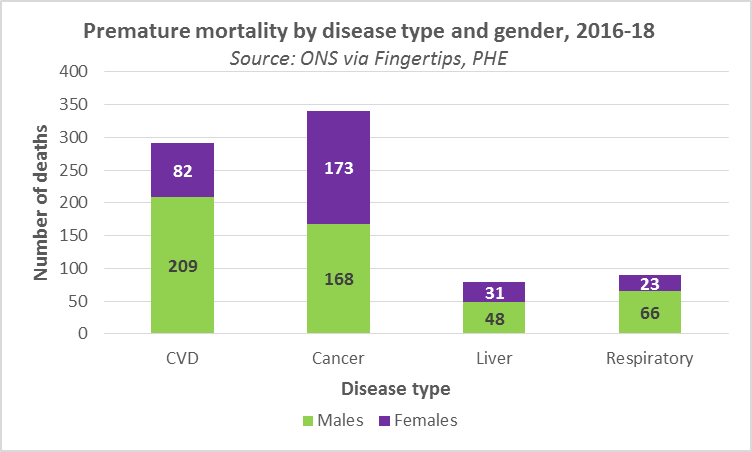 Premature mortality by disease type and gender, 2016-18
Source: ONS via Fingertips, PHE
Number of deaths
400
350
300
250
200
150
100
50
0
82
209
173
168
31
48
23
66
CVD Cancer Liver Respiratory
Disease type
Males Females